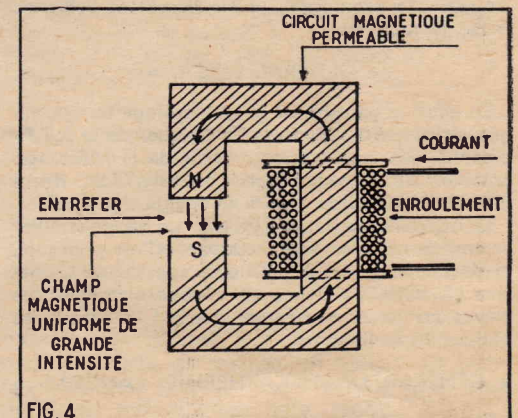 CIRCUIT MAGNETIQUE
PERMEABLE
COURANT
N
ENTREFER
ENROULEMENT
S
CHAMP
MAGNETIQUE
UNIFORME DE
GRANDE
INTENSITE
FIG. 4